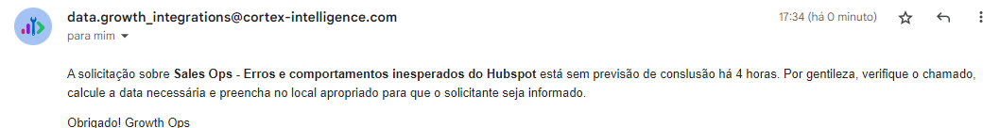 data.growth_integrations@cortex-intelligence.com
17:34 (há 0 minuto)
para mim
A solicitação sobre Sales Ops - Erros e comportamentos inesperados do Hubspot está sem previsão de conslusão há 4 horas. Por gentileza, verifique o chamado,
calcule a data necessária e preencha no local apropriado para que o solicitante seja informado.
Obrigado! Growth Ops